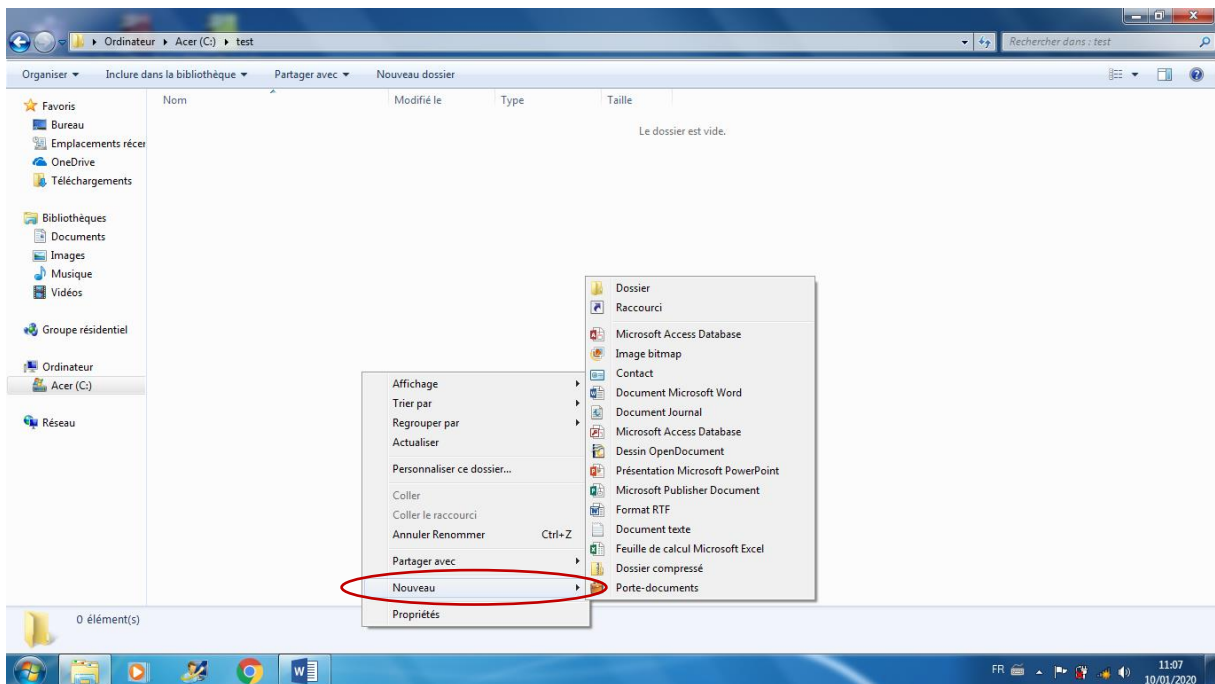 Ordinateur ▸ Acer (C:) ▸ test
Rechercher dans : test
Organiser Inclure dans la bibliothèque Partager avec Nouveau dossier
Nom Modifié le Type Taille
Le dossier est vide.
Favoris
Bureau
Emplacements récen
OneDrive
Téléchargements
Bibliothèques
Documents
Images
Musique
Vidéos
Groupe résidentiel
Ordinateur
Acer (C:)
Réseau
Affichage
Trier par
Regrouper par
Actualiser
Personnaliser ce dossier...
Coller
Coller le raccourci
Annuler Renommer Ctrl+Z
Partager avec
Nouveau
Propriétés
Dossier
Raccourci
Microsoft Access Database
Image bitmap
Contact
Document Microsoft Word
Document Journal
Microsoft Access Database
Dessin OpenDocument
Présentation Microsoft PowerPoint
Microsoft Publisher Document
Format RTF
Document texte
Feuille de calcul Microsoft Excel
Dossier compressé
Porte-documents
0 élément(s)
FR
11:07
10/01/2020